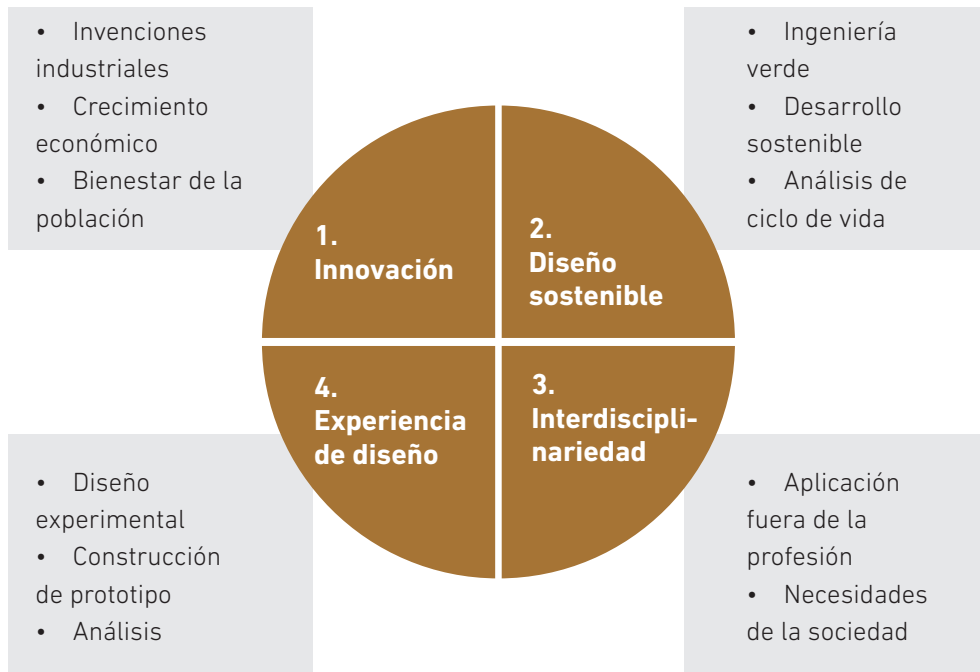 • Invenciones
industriales
• Crecimiento
económico
• Bienestar de la
población
• Ingeniería
verde
• Desarrollo
sostenible
• Análisis de
ciclo de vida
1.
Innovación
2.
Diseño
sostenible
4.
Experiencia
de diseño
3.
Interdiscipli-
nariedad
• Diseño
experimental
• Construcción
de prototipo
• Análisis
• Aplicación
fuera de la
profesión
• Necesidades
de la sociedad